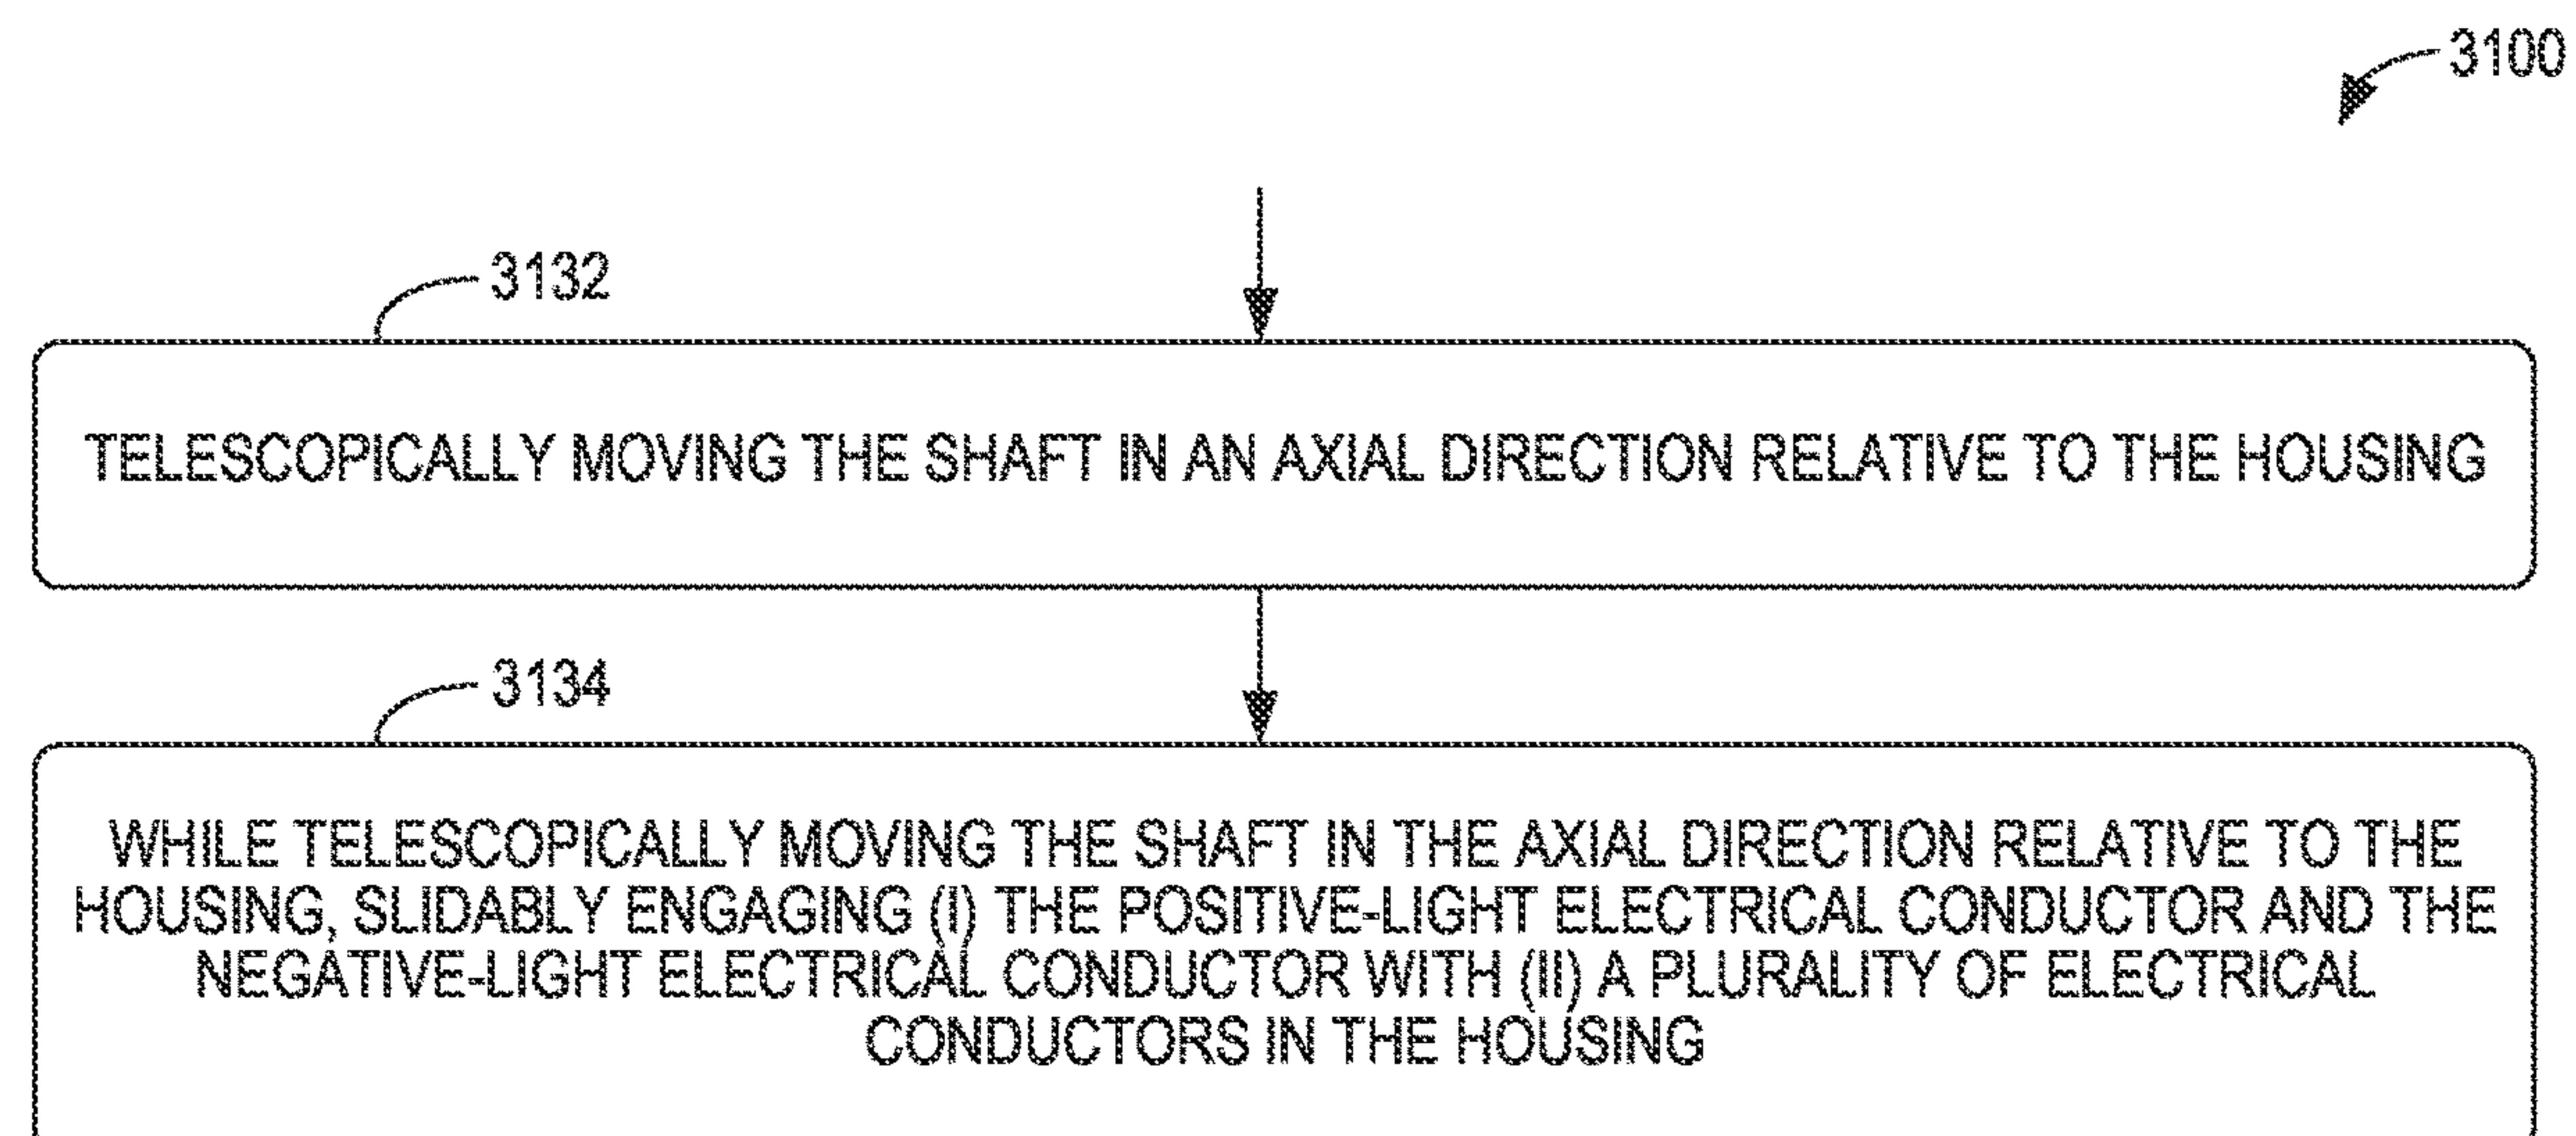 3100
3132
TELESCOPICALLY MOVING THE SHAFT IN AN AXIAL DIRECTION RELATIVE TO THE HOUSING
3134
WHILE TELESCOPICALLY MOVING THE SHAFT IN THE AXIAL DIRECTION RELATIVE TO THE
HOUSING, SLIDABLY ENGAGING (I) THE POSITIVE-LIGHT ELECTRICAL CONDUCTOR AND THE
NEGATIVE-LIGHT ELECTRICAL CONDUCTOR WITH (II) A PLURALITY OF ELECTRICAL
CONDUCTORS IN THE HOUSING